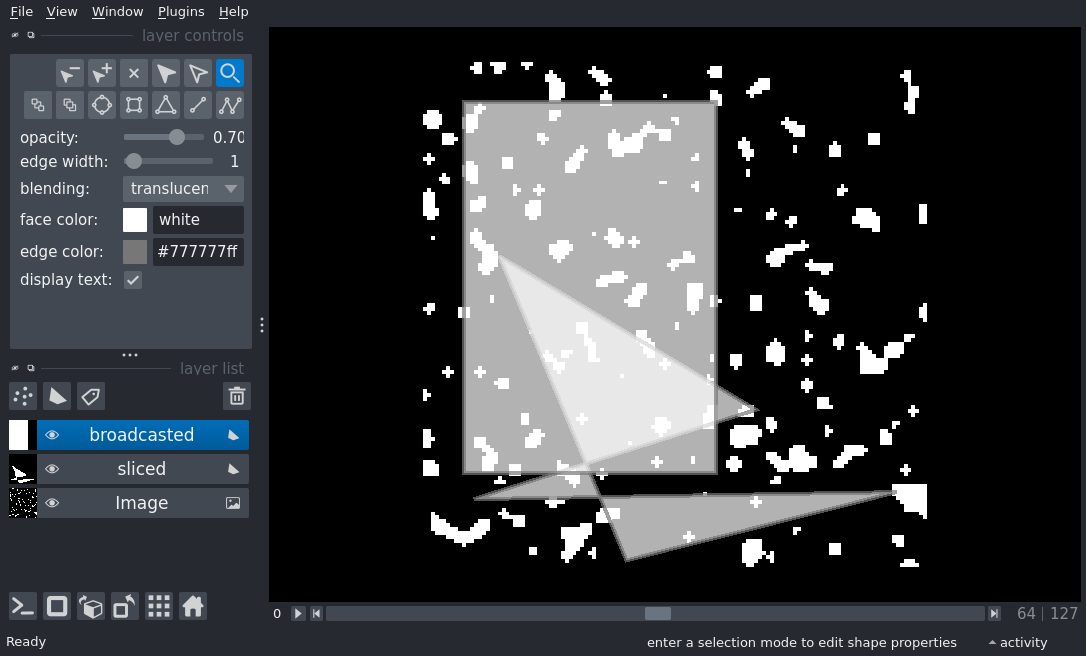 File View Window Plugins Help
layer controls
opacity: 0.70
edge width: 1
blending: translucen
face color: white
edge color: #777777ff
display text:
layer list
broadcasted
sliced
Image
0 64 | 127
Ready enter a selection mode to edit shape properties activity